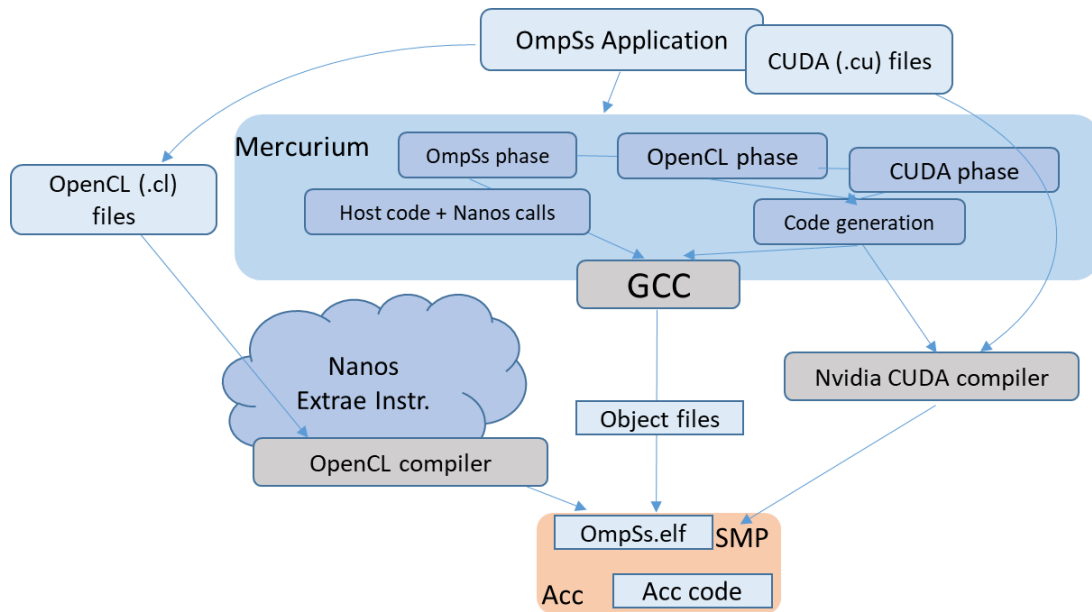 OmpSs Application
CUDA (.cu) files
Mercurium
OmpSs phase
OpenCL phase
CUDA phase
OpenCL (.cl)
files
Host code + Nanos calls
Code generation
GCC
Nanos
Extrae Instr.
Nvidia CUDA compiler
Object files
OpenCL compiler
OmpSs.elf
SMP
Acc
Acc code